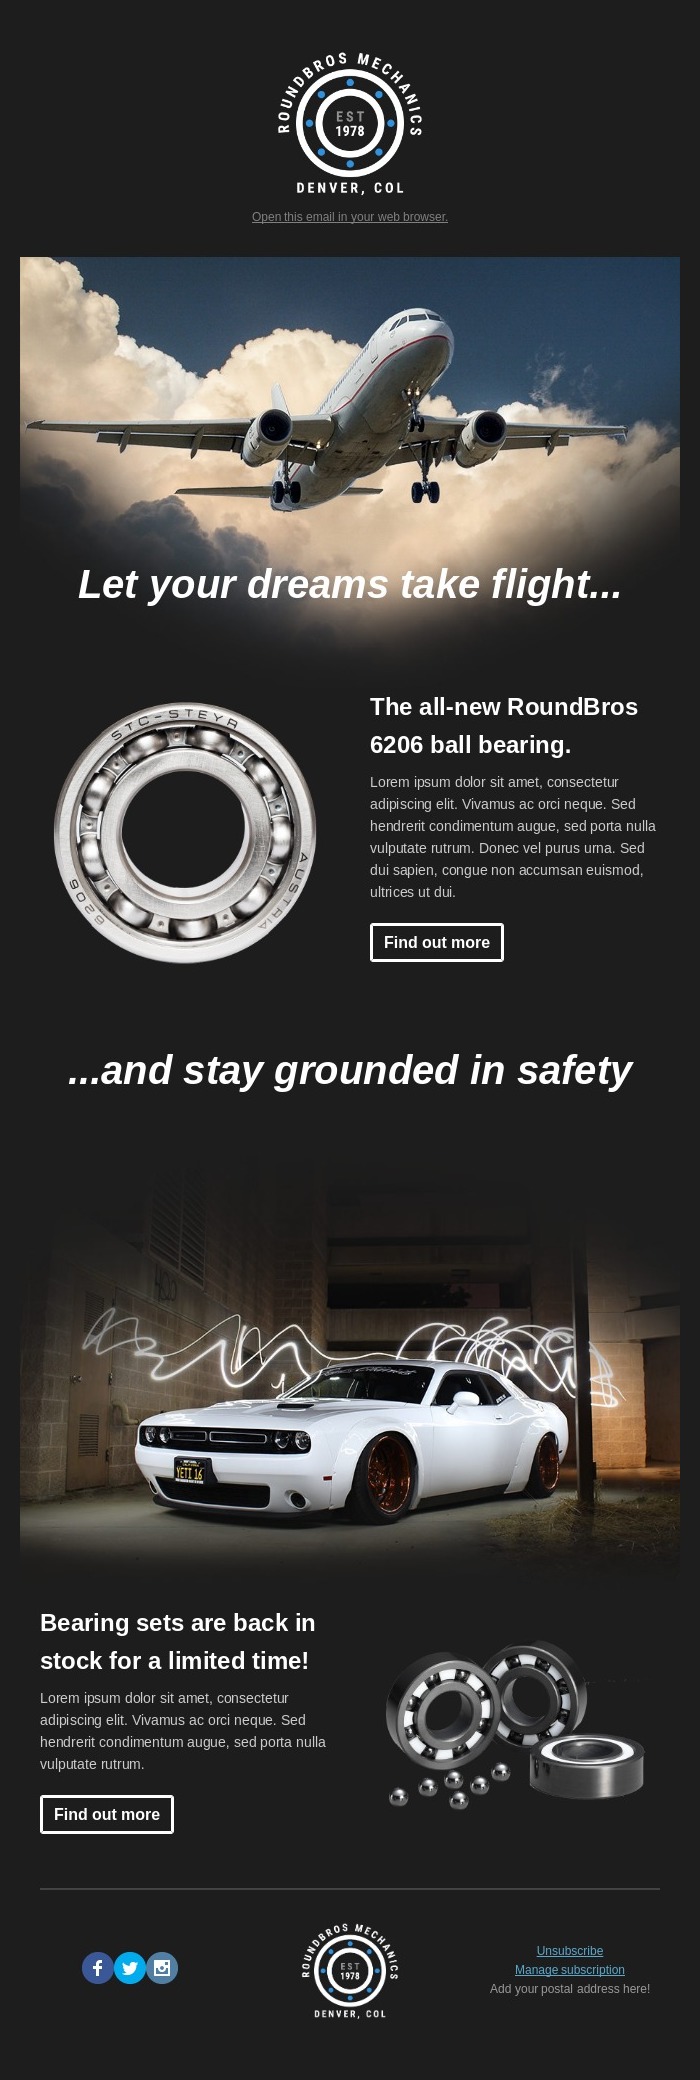 ROUNDBROS MECHANICS
EST
1978
DENVER, COL
Open this email in your web browser.
Let your dreams take flight...
STC-STEYR
AUSTRIA
6206
The all-new RoundBros
6206 ball bearing.
Lorem ipsum dolor sit amet, consectetur
adipiscing elit. Vivamus ac orci neque. Sed
hendrerit condimentum augue, sed porta nulla
vulputate rutrum. Donec vel purus urna. Sed
dui sapien, congue non accumsan euismod,
ultrices ut dui.
Find out more
...and stay grounded in safety
YETI 16
Bearing sets are back in
stock for a limited time!
Lorem ipsum dolor sit amet, consectetur
adipiscing elit. Vivamus ac orci neque. Sed
hendrerit condimentum augue, sed porta nulla
vulputate rutrum.
Find out more
ROUNDBROS MECHANICS
EST
1978
DENVER, COL
Unsubscribe
Manage subscription
Add your postal address here!